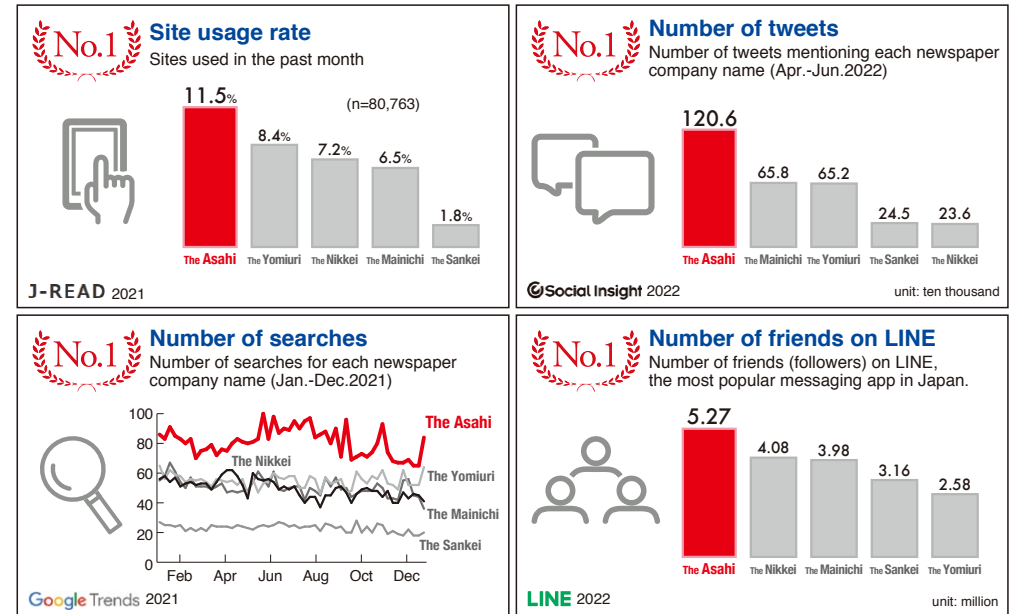 No.1
Site usage rate
Sites used in the past month
(n=80,763)
11.5%
8.4%
7.2%
6.5%
1.8%
The Asahi The Yomiuri The Nikkei The Mainichi The Sankei
J-READ 2021
No.1
Number of tweets
Number of tweets mentioning each newspaper
company name (Apr.-Jun.2022)
120.6
65.8
65.2
24.5
23.6
The Asahi The Mainichi The Yomiuri The Sankei The Nikkei
Social Insight 2022
unit: ten thousand
No.1
Number of searches
Number of searches for each newspaper
company name (Jan.-Dec.2021)
100
80
60
40
20
0
The Asahi
The Nikkei
The Yomiuri
The Mainichi
The Sankei
Feb Apr Jun Aug Oct Dec
Google Trends 2021
No.1
Number of friends on LINE
Number of friends (followers) on LINE,
the most popular messaging app in Japan.
5.27
4.08
3.98
3.16
2.58
The Asahi The Nikkei The Mainichi The Sankei The Yomiuri
LINE 2022
unit: million